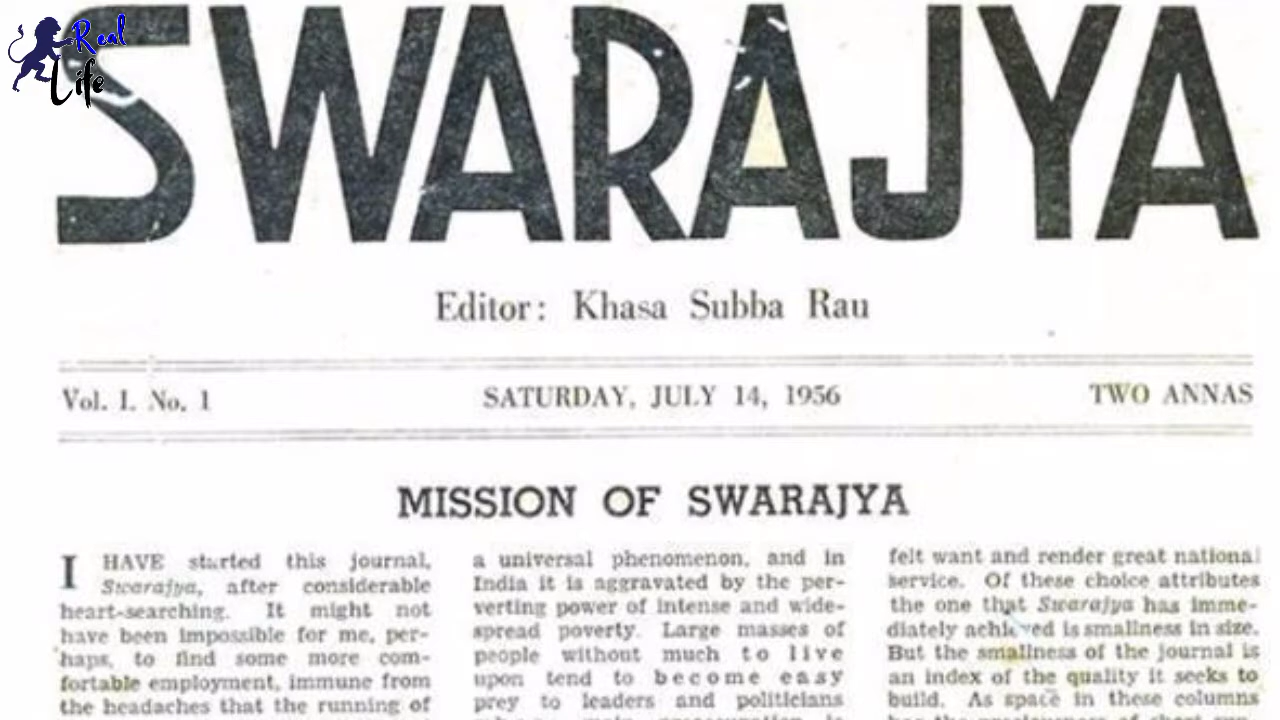 Real
Life
SWARAJYA
Editor: Khasa Subba Rau
Vol. I. No. 1
SATURDAY, JULY 14, 1956
TWO ANNAS
MISSION OF SWARAJYA
I HAVE started this journal,
Swarajya, after considerable
heart-searching. It might not
have been impossible for me, per-
haps, to find some more com-
fortable employment, immune from
the headaches that the running of
a universal phenomenon, and in
India it is aggravated by the per-
verting power of intense and wide-
spread poverty. Large masses of
people without much to live
upon tend to become easy
prey to leaders and politicians
felt want and render great national
service. Of these choice attributes
the one that Swarajya has imme-
diately achieved is smallness in size.
But the smallness of the journal is
an index of the quality it seeks to
build. As space in these columns